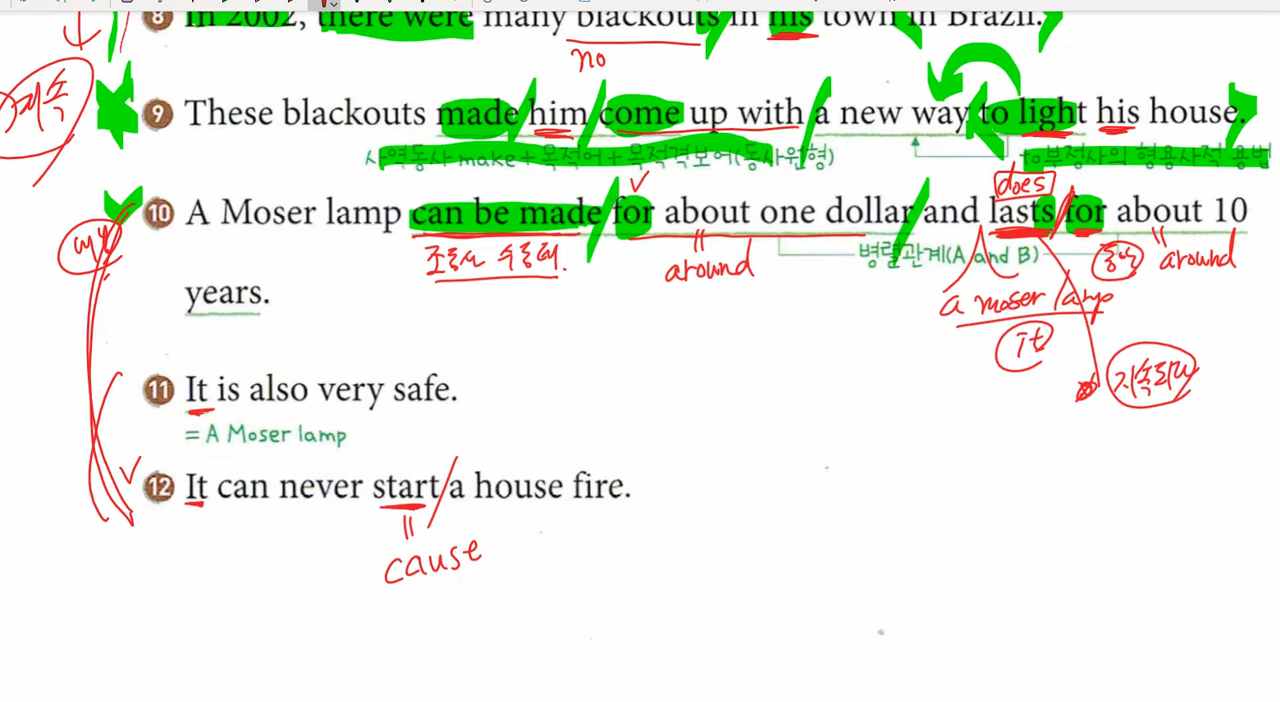 8 In 2002, there were many blackouts in his town in Brazil.
no
계속
9 These blackouts made him come up with a new way to light his house.
사역동사 make + 목적어 + 목적격보어(동사원형) to부정사의 형용사적 용법
does
10 A Moser lamp can be made for about one dollar and lasts for about 10
조동사 수동태. around 병렬관계(A and B) 동안 around
a moser lamp
years.
It
지속되다
11 It is also very safe.
= A Moser lamp
12 It can never start a house fire.
cause